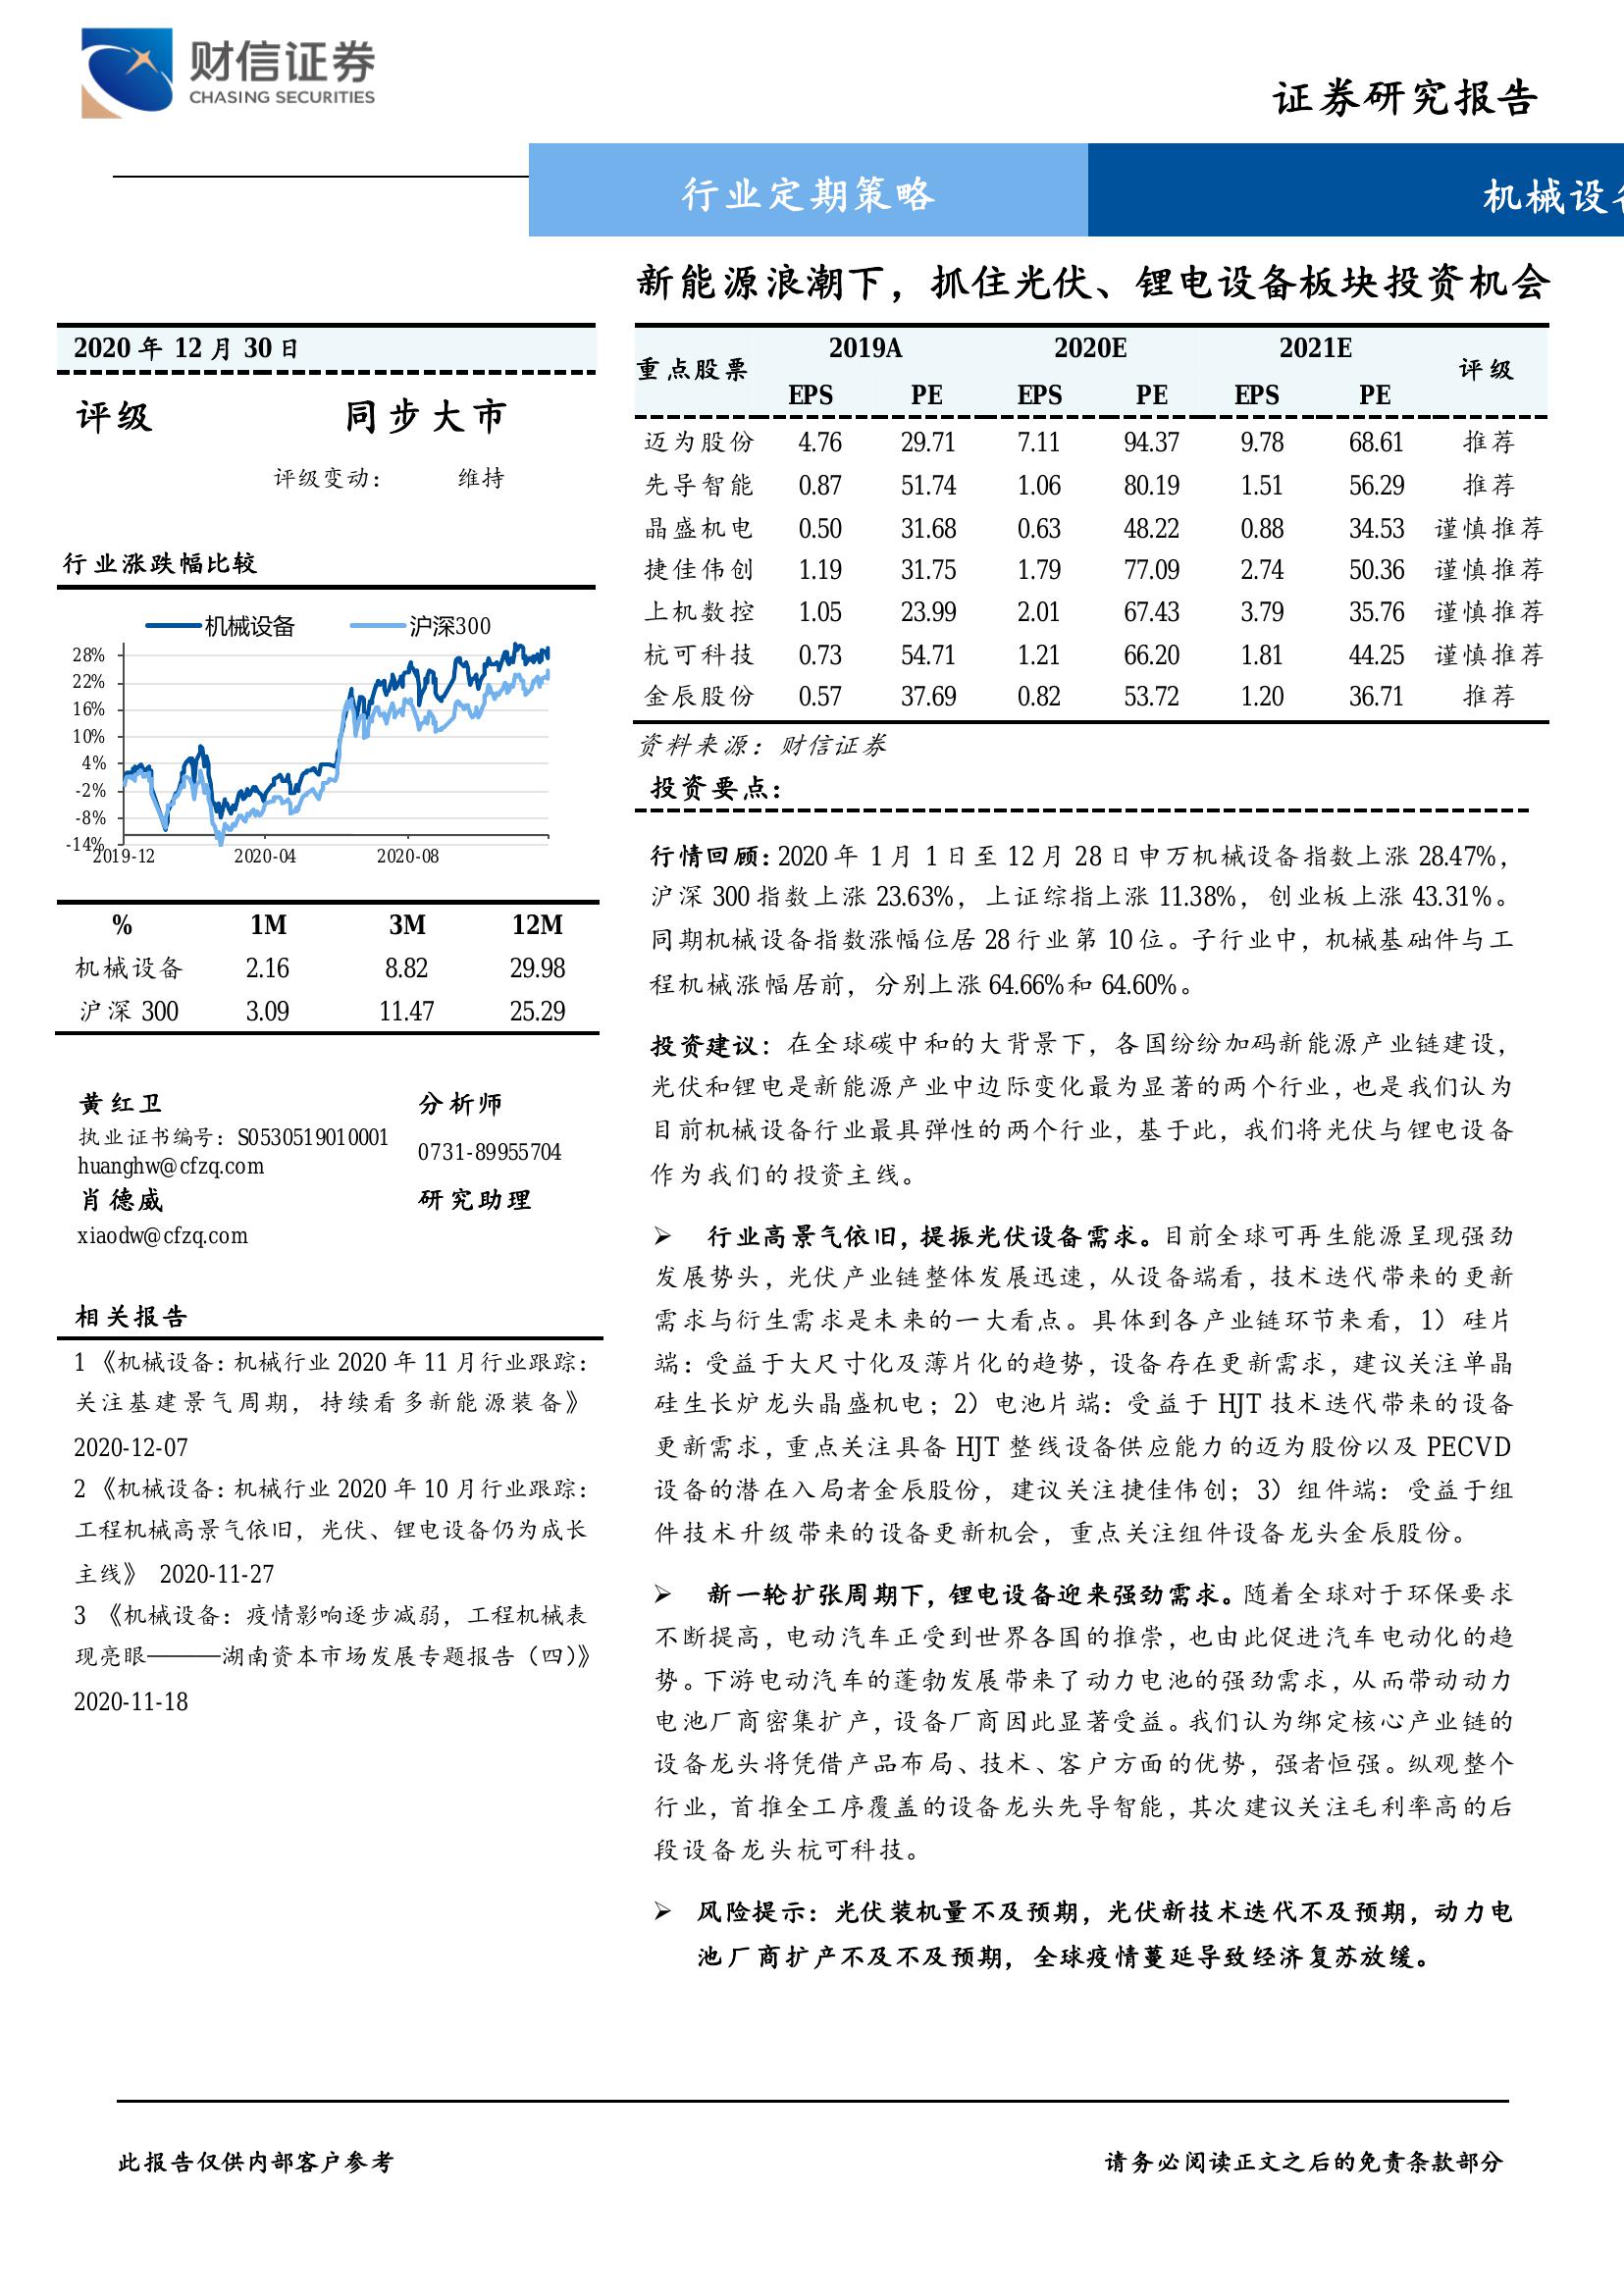 财信证券
CHASING SECURITIES
证券研究报告
行业定期策略
机械设
新能源浪潮下，抓住光伏、锂电设备板块投资机会
2020 年 12 月 30 日
评级 同步大市
评级变动： 维持
行业涨跌幅比较
机械设备 沪深300
28%
22%
16%
10%
4%
-2%
-8%
-14%
2019-12 2020-04 2020-08
% 1M 3M 12M
机械设备 2.16 8.82 29.98
沪深 300 3.09 11.47 25.29
黄红卫 分析师
执业证书编号：S0530519010001 0731-89955704
huanghw@cfzq.com
肖德威 研究助理
xiaodw@cfzq.com
相关报告
1 《机械设备：机械行业 2020 年 11 月行业跟踪：
关注基建景气周期，持续看多新能源装备》
2020-12-07
2 《机械设备：机械行业 2020 年 10 月行业跟踪：
工程机械高景气依旧，光伏、锂电设备仍为成长
主线》 2020-11-27
3 《机械设备：疫情影响逐步减弱，工程机械表
现亮眼———湖南资本市场发展专题报告（四）》
2020-11-18
重点股票 2019A 2020E 2021E 评级
EPS PE EPS PE EPS PE
迈为股份 4.76 29.71 7.11 94.37 9.78 68.61 推荐
先导智能 0.87 51.74 1.06 80.19 1.51 56.29 推荐
晶盛机电 0.50 31.68 0.63 48.22 0.88 34.53 谨慎推荐
捷佳伟创 1.19 31.75 1.79 77.09 2.74 50.36 谨慎推荐
上机数控 1.05 23.99 2.01 67.43 3.79 35.76 谨慎推荐
杭可科技 0.73 54.71 1.21 66.20 1.81 44.25 谨慎推荐
金辰股份 0.57 37.69 0.82 53.72 1.20 36.71 推荐
资料来源：财信证券
投资要点：
行情回顾：2020 年 1 月 1 日至 12 月 28 日申万机械设备指数上涨 28.47%，
沪深 300 指数上涨 23.63%，上证综指上涨 11.38%，创业板上涨 43.31%。
同期机械设备指数涨幅位居 28 行业第 10 位。子行业中，机械基础件与工
程机械涨幅居前，分别上涨 64.66%和 64.60%。
投资建议：在全球碳中和的大背景下，各国纷纷加码新能源产业链建设，
光伏和锂电是新能源产业中边际变化最为显著的两个行业，也是我们认为
目前机械设备行业最具弹性的两个行业，基于此，我们将光伏与锂电设备
作为我们的投资主线。
➢ 行业高景气依旧，提振光伏设备需求。目前全球可再生能源呈现强劲
发展势头，光伏产业链整体发展迅速，从设备端看，技术迭代带来的更新
需求与衍生需求是未来的一大看点。具体到各产业链环节来看，1）硅片
端：受益于大尺寸化及薄片化的趋势，设备存在更新需求，建议关注单晶
硅生长炉龙头晶盛机电；2）电池片端：受益于 HJT 技术迭代带来的设备
更新需求，重点关注具备 HJT 整线设备供应能力的迈为股份以及 PECVD
设备的潜在入局者金辰股份，建议关注捷佳伟创；3）组件端：受益于组
件技术升级带来的设备更新机会，重点关注组件设备龙头金辰股份。
➢ 新一轮扩张周期下，锂电设备迎来强劲需求。随着全球对于环保要求
不断提高，电动汽车正受到世界各国的推崇，也由此促进汽车电动化的趋
势。下游电动汽车的蓬勃发展带来了动力电池的强劲需求，从而带动动力
电池厂商密集扩产，设备厂商因此显著受益。我们认为绑定核心产业链的
设备龙头将凭借产品布局、技术、客户方面的优势，强者恒强。纵观整个
行业，首推全工序覆盖的设备龙头先导智能，其次建议关注毛利率高的后
段设备龙头杭可科技。
➢ 风险提示：光伏装机量不及预期，光伏新技术迭代不及预期，动力电
池厂商扩产不及不及预期，全球疫情蔓延导致经济复苏放缓。
此报告仅供内部客户参考
请务必阅读正文之后的免责条款部分